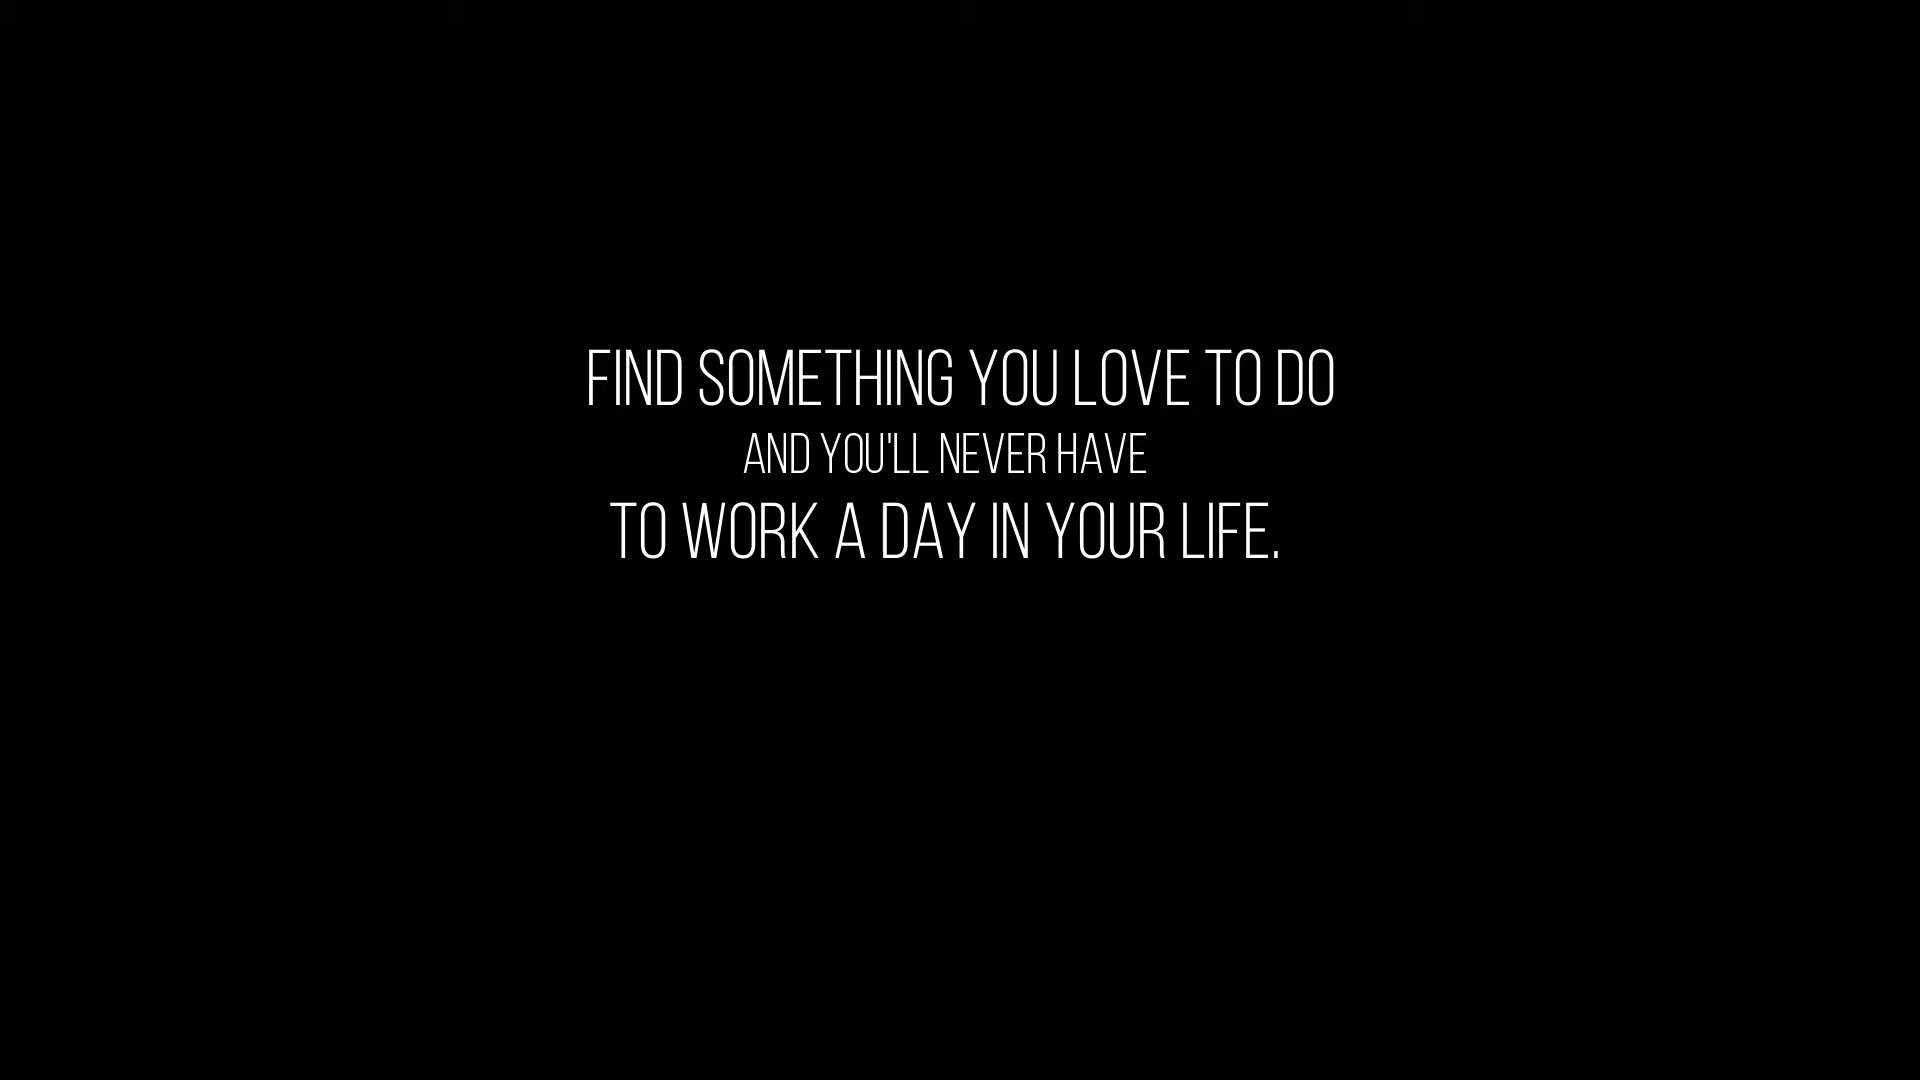 FIND SOMETHING YOU LOVE TO DO
AND YOU'LL NEVER HAVE
TO WORK A DAY IN YOUR LIFE.